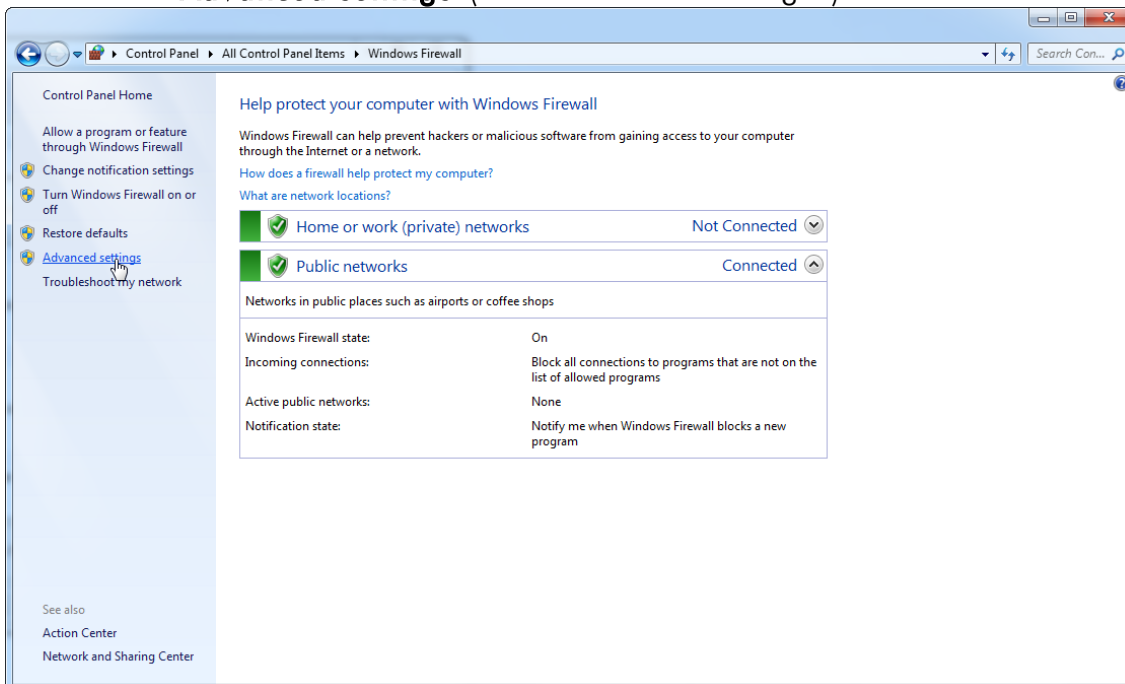 Control Panel ▸ All Control Panel Items ▸ Windows Firewall
Search Con...
Control Panel Home
Allow a program or feature
through Windows Firewall
Change notification settings
Turn Windows Firewall on or
off
Restore defaults
Advanced settings
Troubleshoot my network
See also
Action Center
Network and Sharing Center
Help protect your computer with Windows Firewall
Windows Firewall can help prevent hackers or malicious software from gaining access to your computer
through the Internet or a network.
How does a firewall help protect my computer?
What are network locations?
Home or work (private) networks Not Connected
Public networks Connected
Networks in public places such as airports or coffee shops
Windows Firewall state: On
Incoming connections: Block all connections to programs that are not on the
list of allowed programs
Active public networks: None
Notification state: Notify me when Windows Firewall blocks a new
program